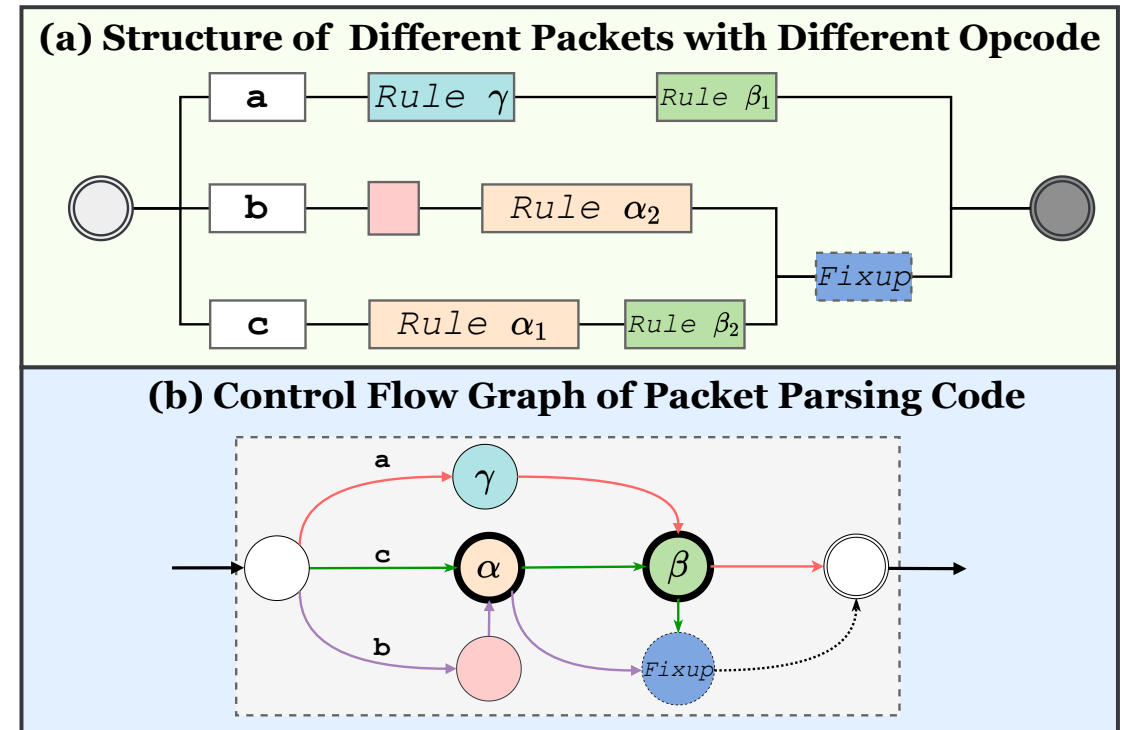 (a) Structure of Different Packets with Different Opcode
a Rule γ Rule β₁
b Rule α₂
Fixup
c Rule α₁ Rule β₂
(b) Control Flow Graph of Packet Parsing Code
a
γ
c
α β
b
Fixup